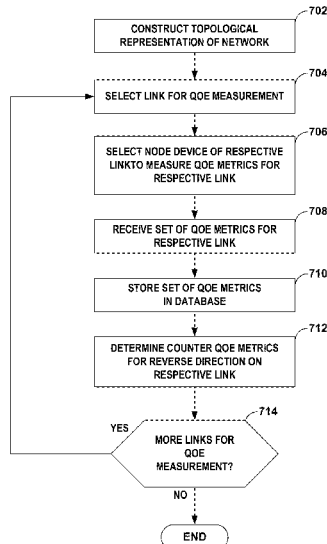 702
CONSTRUCT TOPOLOGICAL
REPRESENTATION OF NETWORK
704
SELECT LINK FOR QOE MEASUREMENT
706
SELECT NODE DEVICE OF RESPECTIVE
LINKTO MEASURE QOE METRICS FOR
RESPECTIVE LINK
708
RECEIVE SET OF QOE METRICS FOR
RESPECTIVE LINK
710
STORE SET OF QOE METRICS
IN DATABASE
712
DETERMINE COUNTER QOE METRICS
FOR REVERSE DIRECTION ON
RESPECTIVE LINK
714
YES
MORE LINKS FOR
QOE
MEASUREMENT?
NO
END